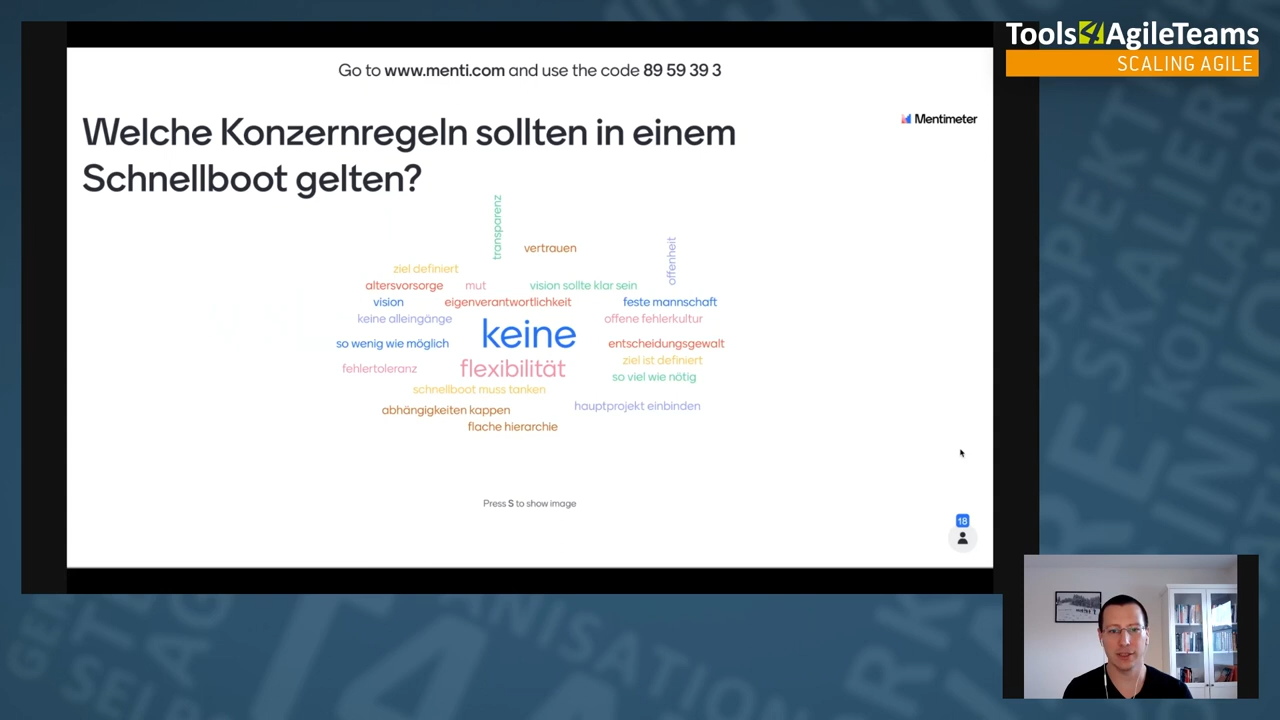 Tools4AgileTeams
SCALING AGILE
Go to www.menti.com and use the code 89 59 39 3
Mentimeter
Welche Konzernregeln sollten in einem
Schnellboot gelten?
transparenz
vertrauen
offenheit
ziel definiert
altersvorsorge
mut
vision sollte klar sein
vision
eigenverantwortlichkeit
feste mannschaft
keine alleingänge
keine
offene fehlerkultur
so wenig wie möglich
entscheidungsgewalt
ziel ist definiert
fehlertoleranz
flexibilität
so viel wie nötig
schnellboot muss tanken
abhängigkeiten kappen
hauptprojekt einbinden
flache hierarchie
Press S to show image
18